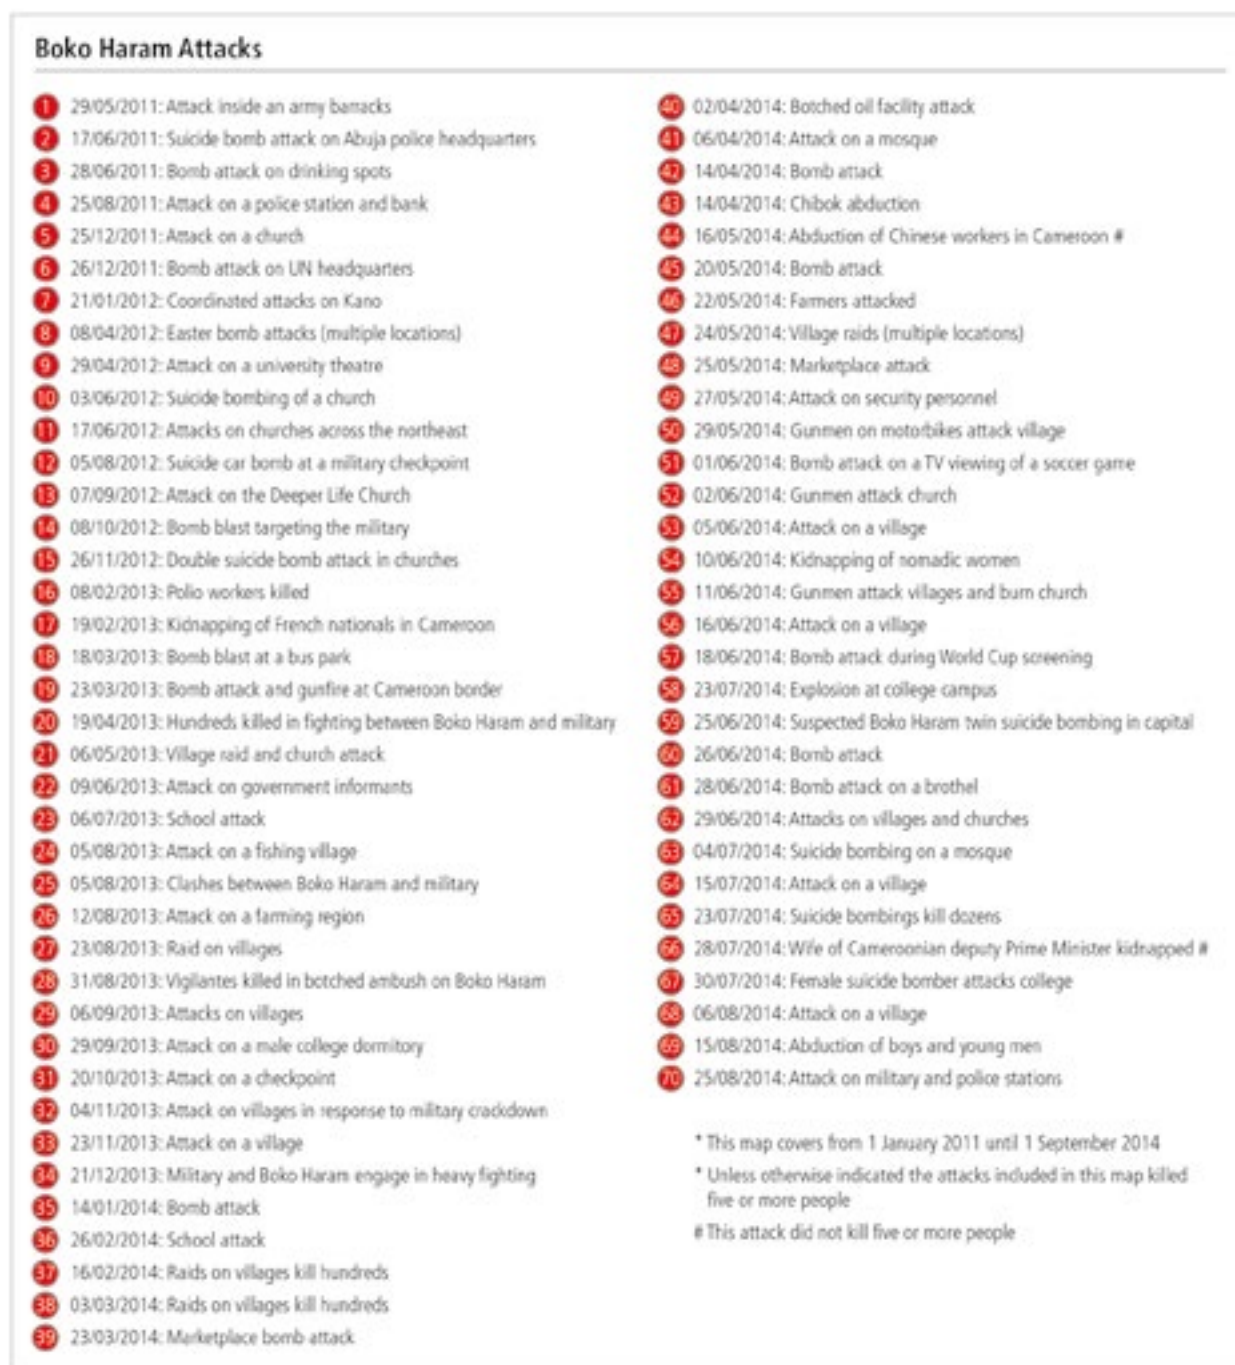 Boko Haram Attacks
1 29/05/2011: Attack inside an army barracks
2 17/06/2011: Suicide bomb attack on Abuja police headquarters
3 28/06/2011: Bomb attack on drinking spots
4 25/08/2011: Attack on a police station and bank
5 25/12/2011: Attack on a church
6 26/12/2011: Bomb attack on UN headquarters
7 21/01/2012: Coordinated attacks on Kano
8 08/04/2012: Easter bomb attacks (multiple locations)
9 29/04/2012: Attack on a university theatre
10 03/06/2012: Suicide bombing of a church
11 17/06/2012: Attacks on churches across the northeast
12 05/08/2012: Suicide car bomb at a military checkpoint
13 07/09/2012: Attack on the Deeper Life Church
14 08/10/2012: Bomb blast targeting the military
15 26/11/2012: Double suicide bomb attack in churches
16 08/02/2013: Polio workers killed
17 19/02/2013: Kidnapping of French nationals in Cameroon
18 18/03/2013: Bomb blast at a bus park
19 23/03/2013: Bomb attack and gunfire at Cameroon border
20 19/04/2013: Hundreds killed in fighting between Boko Haram and military
21 06/05/2013: Village raid and church attack
22 09/06/2013: Attack on government informants
23 06/07/2013: School attack
24 05/08/2013: Attack on a fishing village
25 05/08/2013: Clashes between Boko Haram and military
26 12/08/2013: Attack on a farming region
27 23/08/2013: Raid on villages
28 31/08/2013: Vigilantes killed in botched ambush on Boko Haram
29 06/09/2013: Attacks on villages
30 29/09/2013: Attack on a male college dormitory
31 20/10/2013: Attack on a checkpoint
32 04/11/2013: Attack on villages in response to military crackdown
33 23/11/2013: Attack on a village
34 21/12/2013: Military and Boko Haram engage in heavy fighting
35 14/01/2014: Bomb attack
36 26/02/2014: School attack
37 16/02/2014: Raids on villages kill hundreds
38 03/03/2014: Raids on villages kill hundreds
39 23/03/2014: Marketplace bomb attack
40 02/04/2014: Botched oil facility attack
41 06/04/2014: Attack on a mosque
42 14/04/2014: Bomb attack
43 14/04/2014: Chibok abduction
44 16/05/2014: Abduction of Chinese workers in Cameroon #
45 20/05/2014: Bomb attack
46 22/05/2014: Farmers attacked
47 24/05/2014: Village raids (multiple locations)
48 25/05/2014: Marketplace attack
49 27/05/2014: Attack on security personnel
50 29/05/2014: Gunmen on motorbikes attack village
51 01/06/2014: Bomb attack on a TV viewing of a soccer game
52 02/06/2014: Gunmen attack church
53 05/06/2014: Attack on a village
54 10/06/2014: Kidnapping of nomadic women
55 11/06/2014: Gunmen attack villages and burn church
56 16/06/2014: Attack on a village
57 18/06/2014: Bomb attack during World Cup screening
58 23/07/2014: Explosion at college campus
59 25/06/2014: Suspected Boko Haram twin suicide bombing in capital
60 26/06/2014: Bomb attack
61 28/06/2014: Bomb attack on a brothel
62 29/06/2014: Attacks on villages and churches
63 04/07/2014: Suicide bombing on a mosque
64 15/07/2014: Attack on a village
65 23/07/2014: Suicide bombings kill dozens
66 28/07/2014: Wife of Cameroonian deputy Prime Minister kidnapped #
67 30/07/2014: Female suicide bomber attacks college
68 06/08/2014: Attack on a village
69 15/08/2014: Abduction of boys and young men
70 25/08/2014: Attack on military and police stations
* This map covers from 1 January 2011 until 1 September 2014
* Unless otherwise indicated the attacks included in this map killed
five or more people
# This attack did not kill five or more people